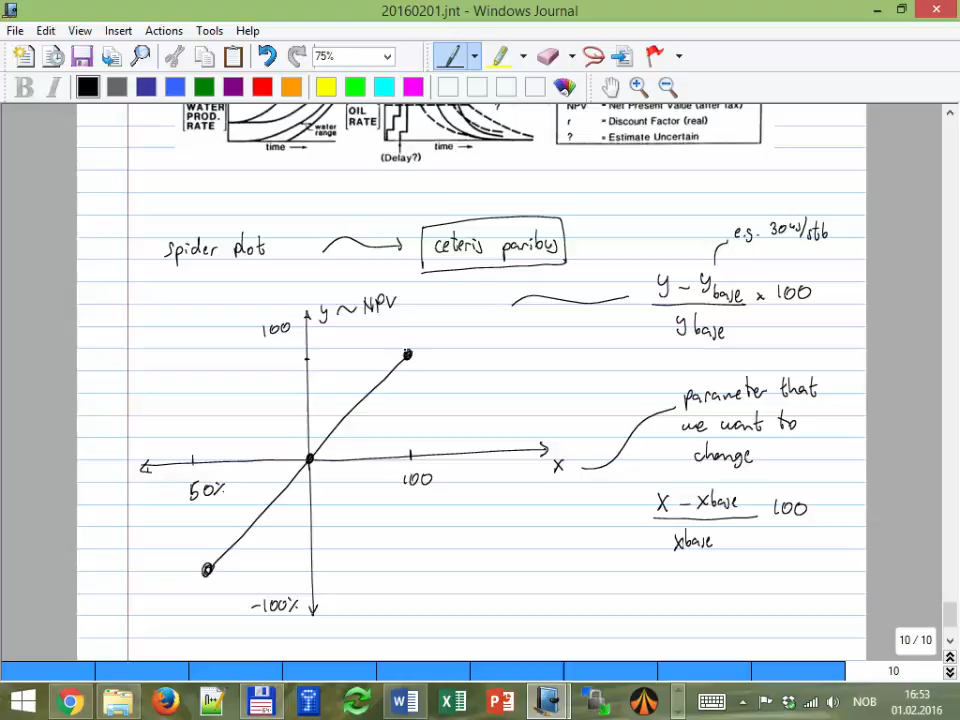 20160201.jnt - Windows Journal
File Edit View Insert Actions Tools Help
75%
B I
WATER
PROD.
RATE
water
range
time
OIL
RATE
(Delay?)
time
?
NPV = Net Present Value (after tax)
r = Discount Factor (real)
? = Estimate Uncertain
spider plot
ceteris paribus
e.g. 30 us/stb
y - ybase x 100
ybase
100
y ~ NPV
parameter that
we want to
change
50%
100
x
x - xbase 100
xbase
-100%
10 / 10
10
NOB
16:53
01.02.2016